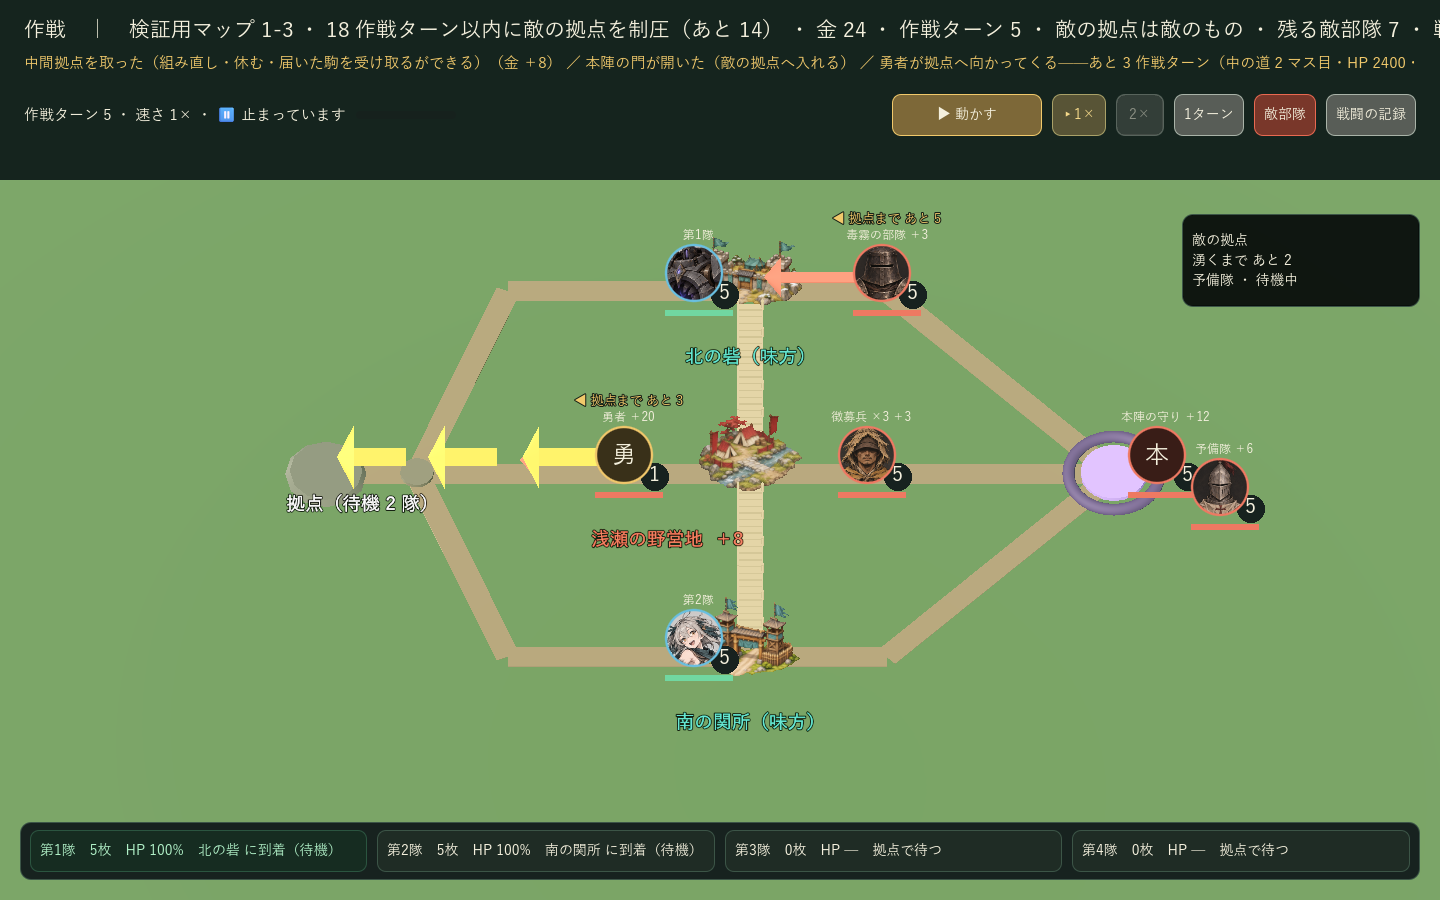 作戦 ｜ 検証用マップ 1-3 ・ 18 作戦ターン以内に敵の拠点を制圧（あと 14） ・ 金 24 ・ 作戦ターン 5 ・ 敵の拠点は敵のもの ・ 残る敵部隊 7 ・
中間拠点を取った（組み直し・休む・届いた駒を受け取るができる）（金 +8） ／ 本陣の門が開いた（敵の拠点へ入れる） ／ 勇者が拠点へ向かってくる――あと 3 作戦ターン（中の道 2 マス目・HP 2400・
作戦ターン 5 ・ 速さ 1× ・ ⏸ 止まっています
▶ 動かす
▸1×
2×
1ターン
敵部隊
戦闘の記録
◀ 拠点まで あと 5
第1隊
毒霧の部隊 +3
5
5
敵の拠点
湧くまで あと 2
予備隊 ・ 待機中
北の砦（味方）
◀ 拠点まで あと 3
勇者 +20
徴募兵 ×3 +3
本陣の守り +12
予備隊 +6
勇
1
5
本
5
5
拠点（待機 2 隊）
浅瀬の野営地 +8
第2隊
5
南の関所（味方）
第1隊 5枚 HP 100% 北の砦 に到着（待機）
第2隊 5枚 HP 100% 南の関所 に到着（待機）
第3隊 0枚 HP — 拠点で待つ
第4隊 0枚 HP — 拠点で待つ